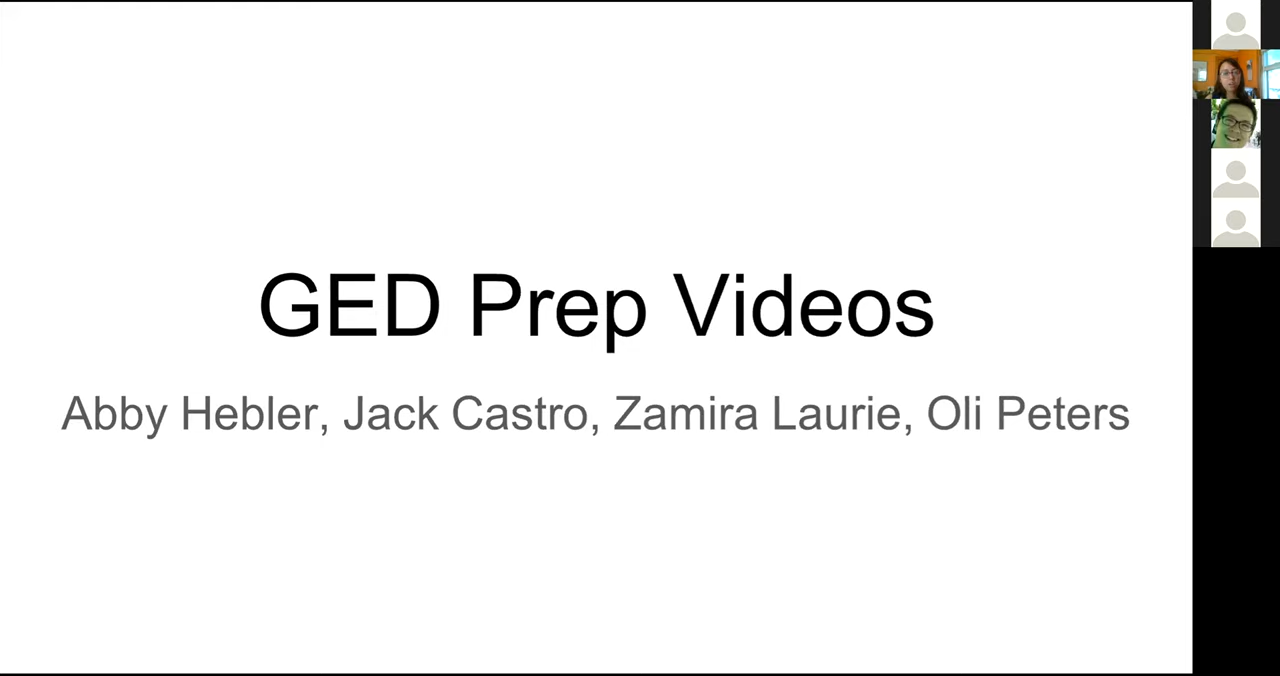 GED Prep Videos
Abby Hebler, Jack Castro, Zamira Laurie, Oli Peters